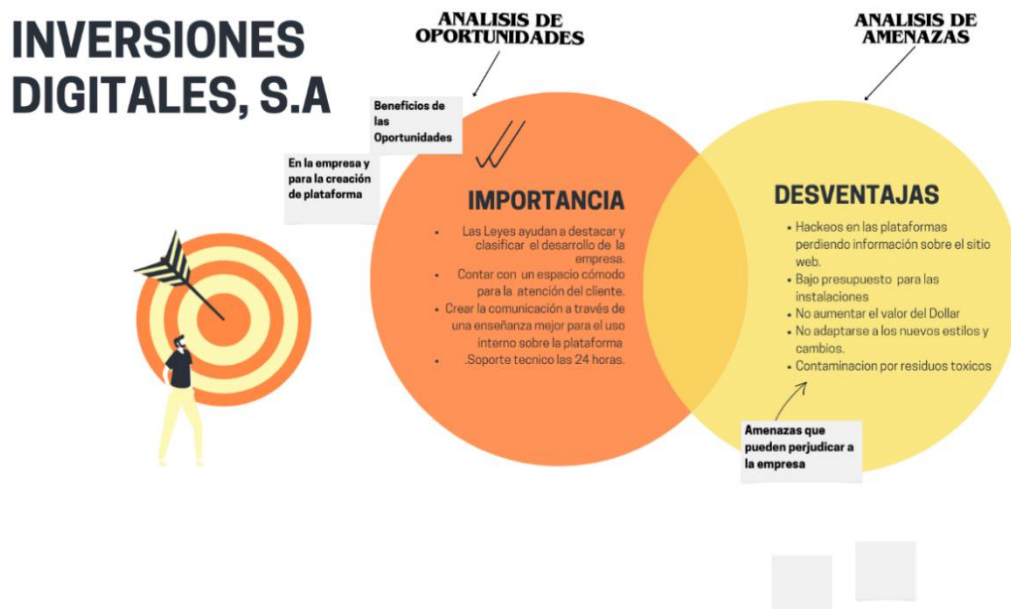 INVERSIONES
DIGITALES, S.A
ANALISIS DE
OPORTUNIDADES
ANALISIS DE
AMENAZAS
Beneficios de
las
Oportunidades
En la empresa y
para la creación
de plataforma
IMPORTANCIA
• Las Leyes ayudan a destacar y
clasificar el desarrollo de la
empresa.
• Contar con un espacio cómodo
para la atención del cliente.
• Crear la comunicación a través de
una enseñanza mejor para el uso
interno sobre la plataforma
• .Soporte tecnico las 24 horas.
DESVENTAJAS
• Hackeos en las plataformas
perdiendo información sobre el sitio
web.
• Bajo presupuesto para las
instalaciones
• No aumentar el valor del Dollar
• No adaptarse a los nuevos estilos y
cambios.
• Contaminacion por residuos toxicos
Amenazas que
pueden perjudicar a
la empresa